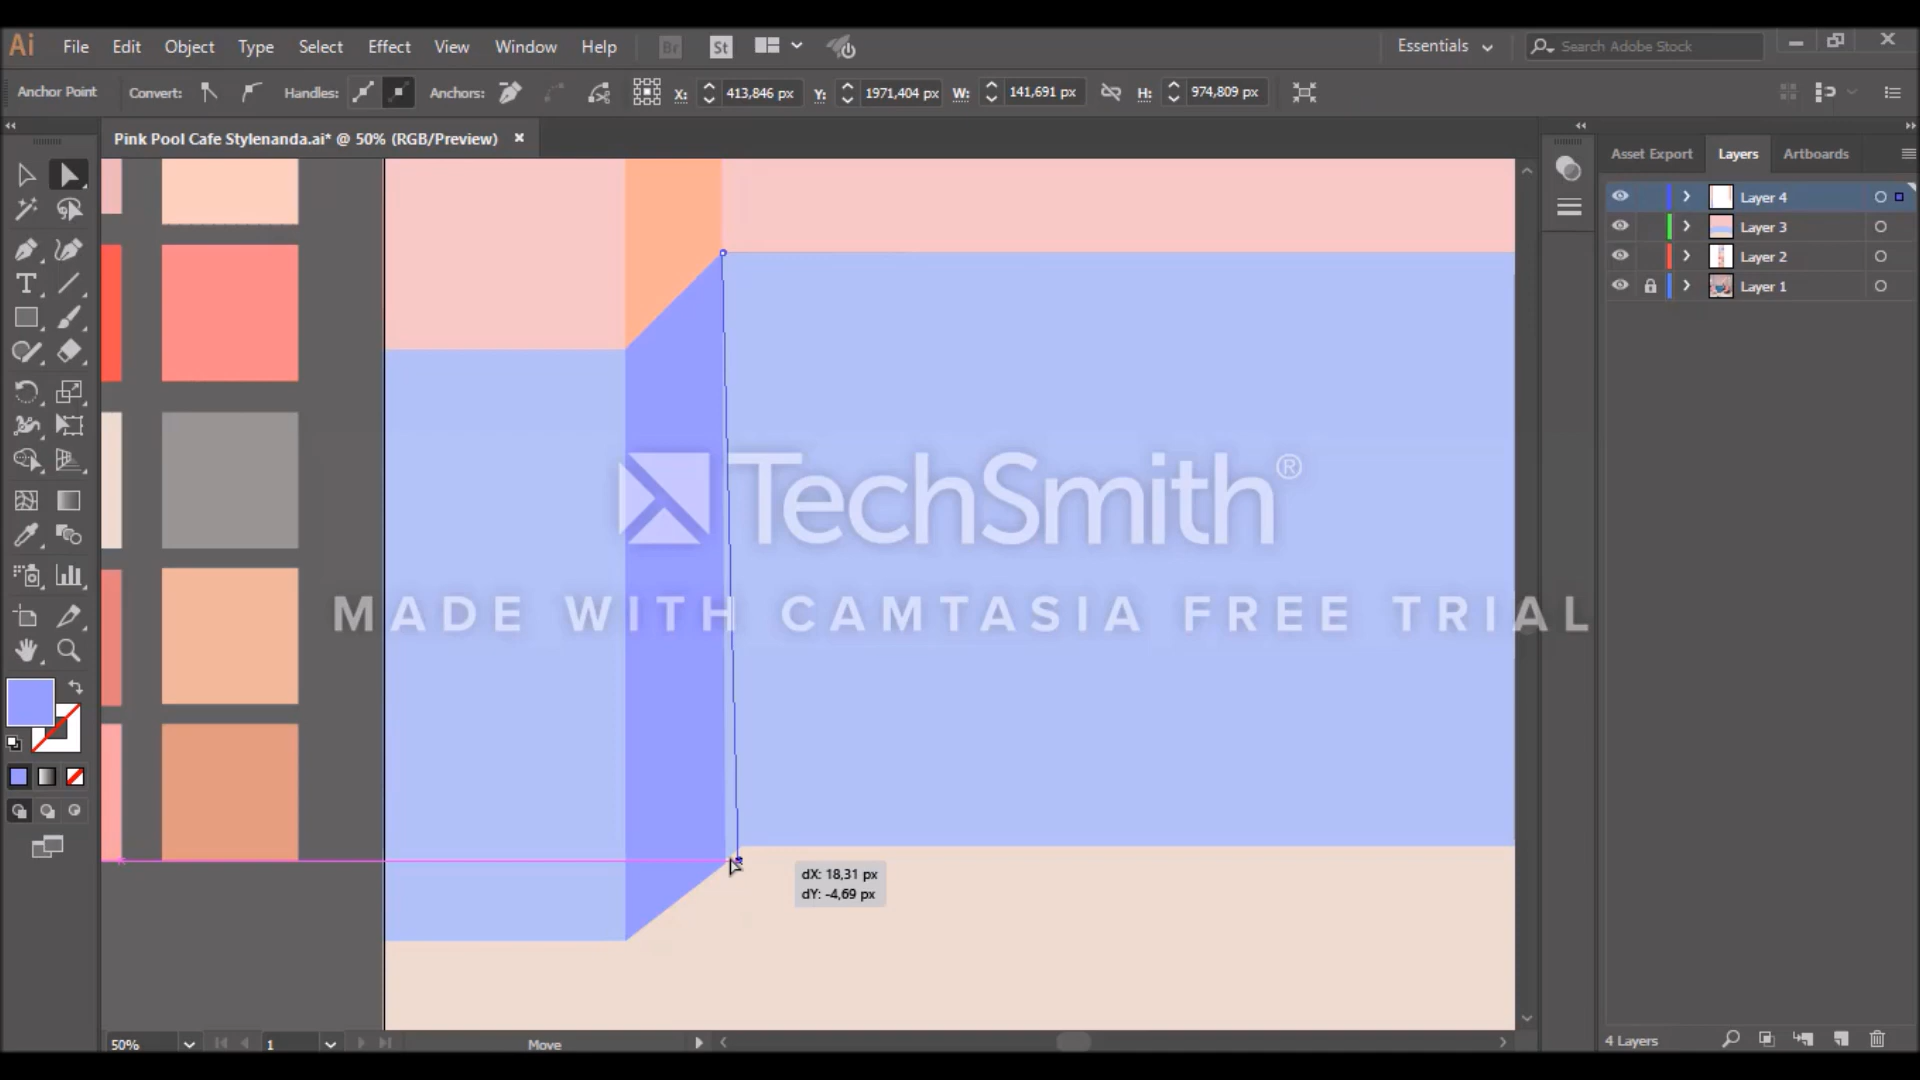 Ai File Edit Object Type Select Effect View Window Help Br St Essentials Search Adobe Stock
Anchor Point Convert: Handles: Anchors: X: 413,846 px Y: 1971,404 px W: 141,691 px H: 974,809 px
Pink Pool Cafe Stylenanda.ai* @ 50% (RGB/Preview) ×
Asset Export Layers Artboards
Layer 4
Layer 3
Layer 2
Layer 1
TechSmith®
MADE WITH CAMTASIA FREE TRIAL
dX: 18,31 px
dY: -4,69 px
50% 1 Move
4 Layers